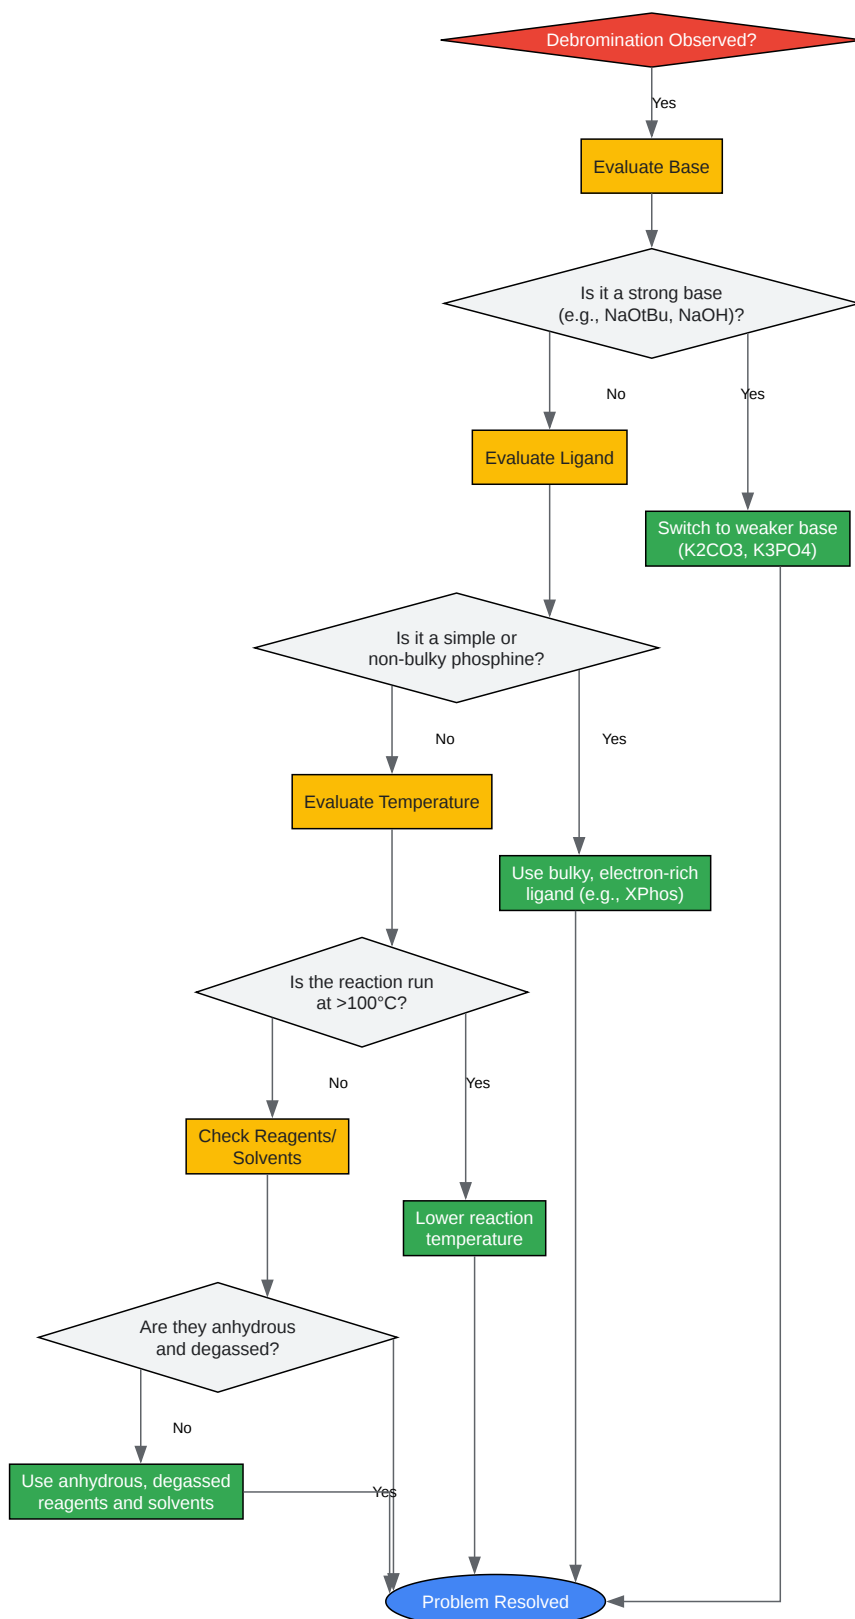 Debromination Observed?
Yes
Evaluate Base
Is it a strong base
(e.g., NaOtBu, NaOH)?
No
Yes
Evaluate Ligand
Switch to weaker base
(K2CO3, K3PO4)
Is it a simple or
non-bulky phosphine?
No
Yes
Evaluate Temperature
Use bulky, electron-rich
ligand (e.g., XPhos)
Is the reaction run
at >100°C?
No
Yes
Check Reagents/
Solvents
Lower reaction
temperature
Are they anhydrous
and degassed?
No
Use anhydrous, degassed
reagents and solvents
Yes
Problem Resolved